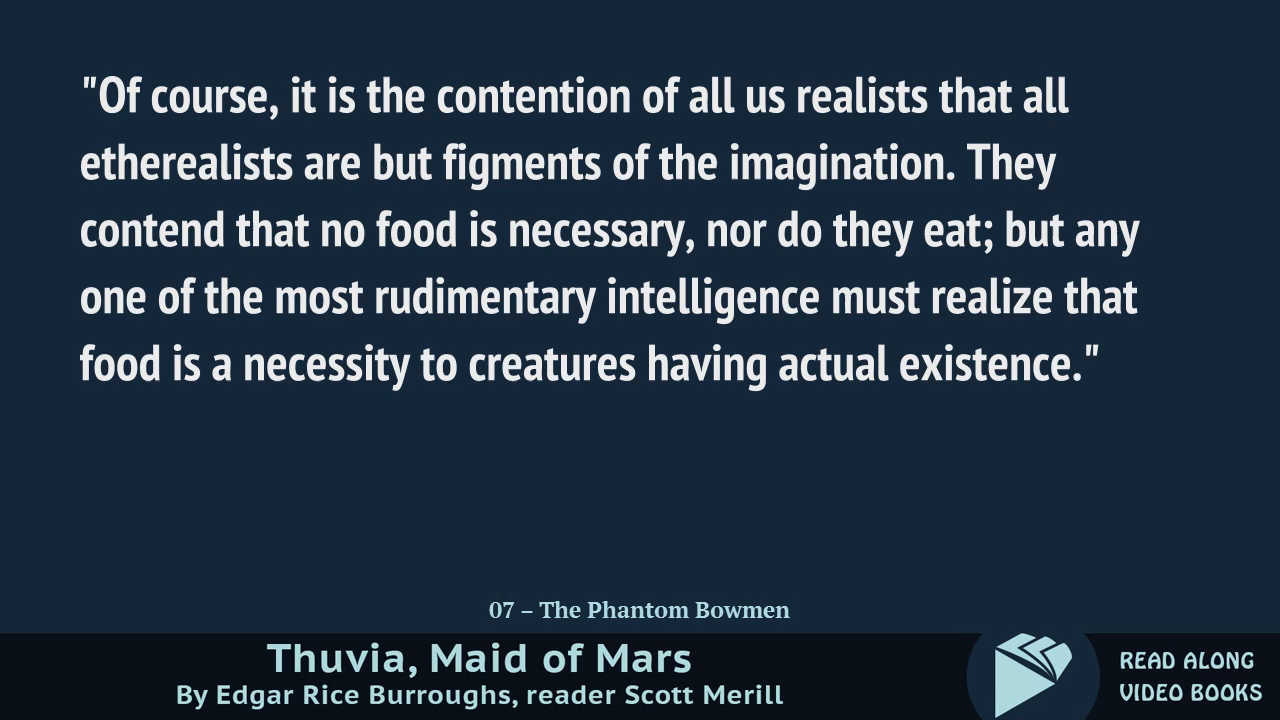 "Of course, it is the contention of all us realists that all
etherealists are but figments of the imagination. They
contend that no food is necessary, nor do they eat; but any
one of the most rudimentary intelligence must realize that
food is a necessity to creatures having actual existence."
07 – The Phantom Bowmen
Thuvia, Maid of Mars
By Edgar Rice Burroughs, reader Scott Merill
READ ALONG
VIDEO BOOKS